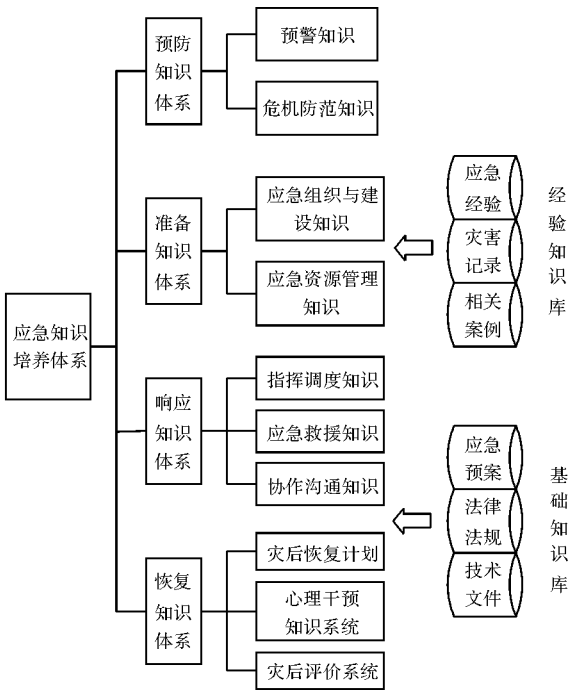 应急知识
培养体系
预防
知识
体系
预警知识
危机防范知识
准备
知识
体系
应急组织与建
设知识
应急资源管理
知识
响应
知识
体系
指挥调度知识
应急救援知识
协作沟通知识
恢复
知识
体系
灾后恢复计划
心理干预
知识系统
灾后评价系统
应急
经验
灾害
记录
相关
案例
经验知识库
应急
预案
法律
法规
技术
文件
基础知识库